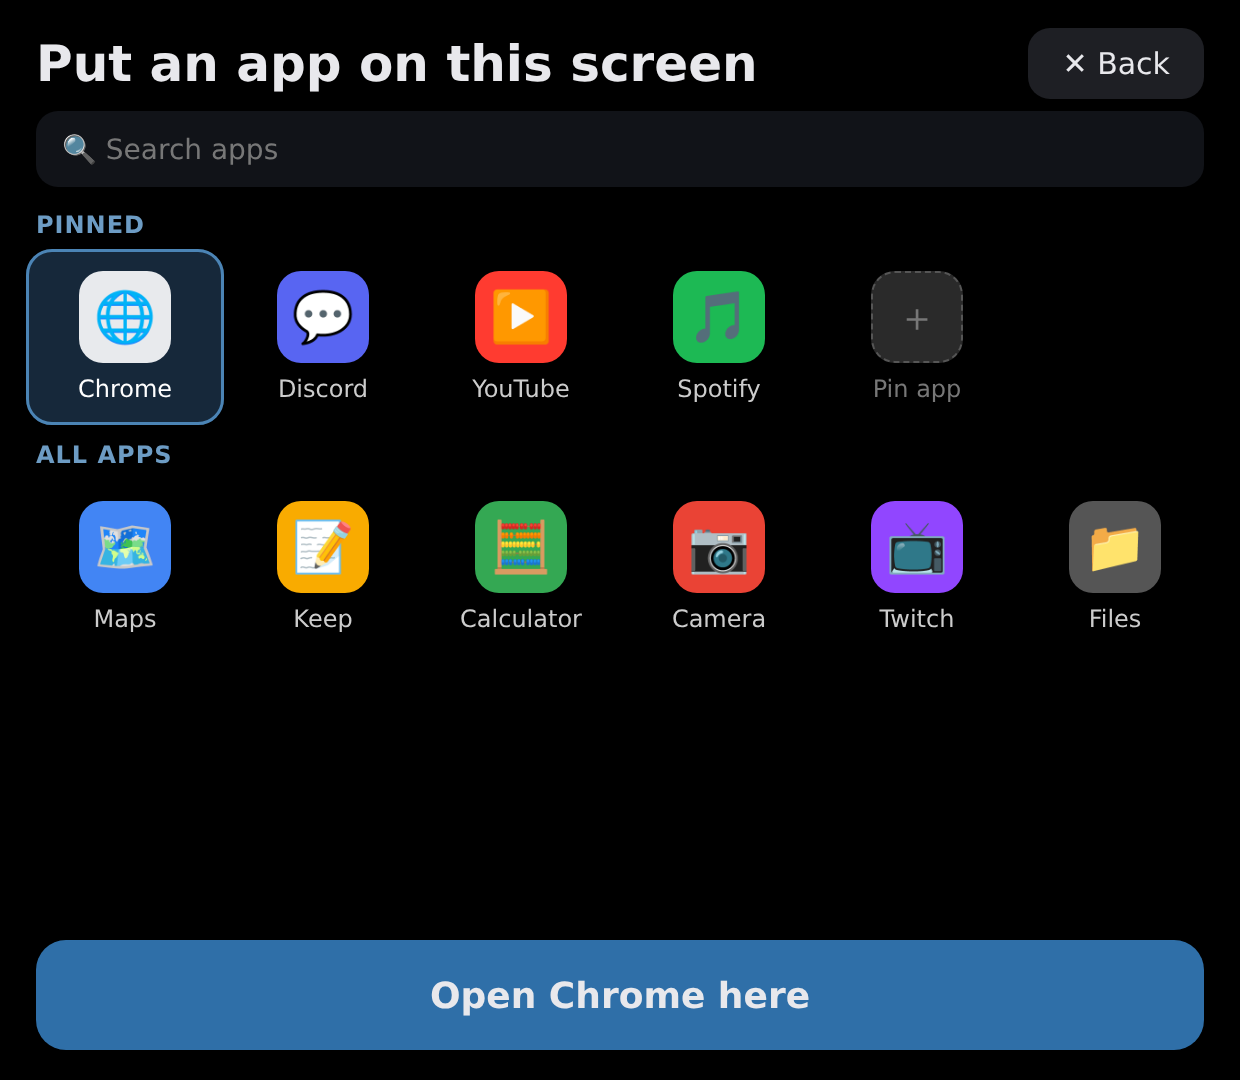 Put an app on this screen
✕ Back
🔍 Search apps
PINNED
Chrome
Discord
YouTube
Spotify
+
Pin app
ALL APPS
Maps
Keep
Calculator
Camera
Twitch
Files
Open Chrome here